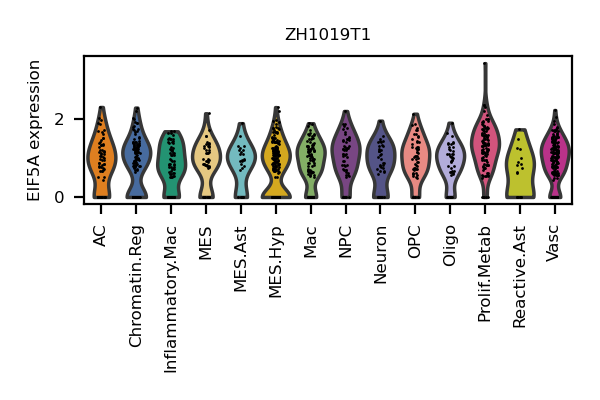 ZH1019T1
EIF5A expression
2
0
AC
Chromatin.Reg
Inflammatory.Mac
MES
MES.Ast
MES.Hyp
Mac
NPC
Neuron
OPC
Oligo
Prolif.Metab
Reactive.Ast
Vasc